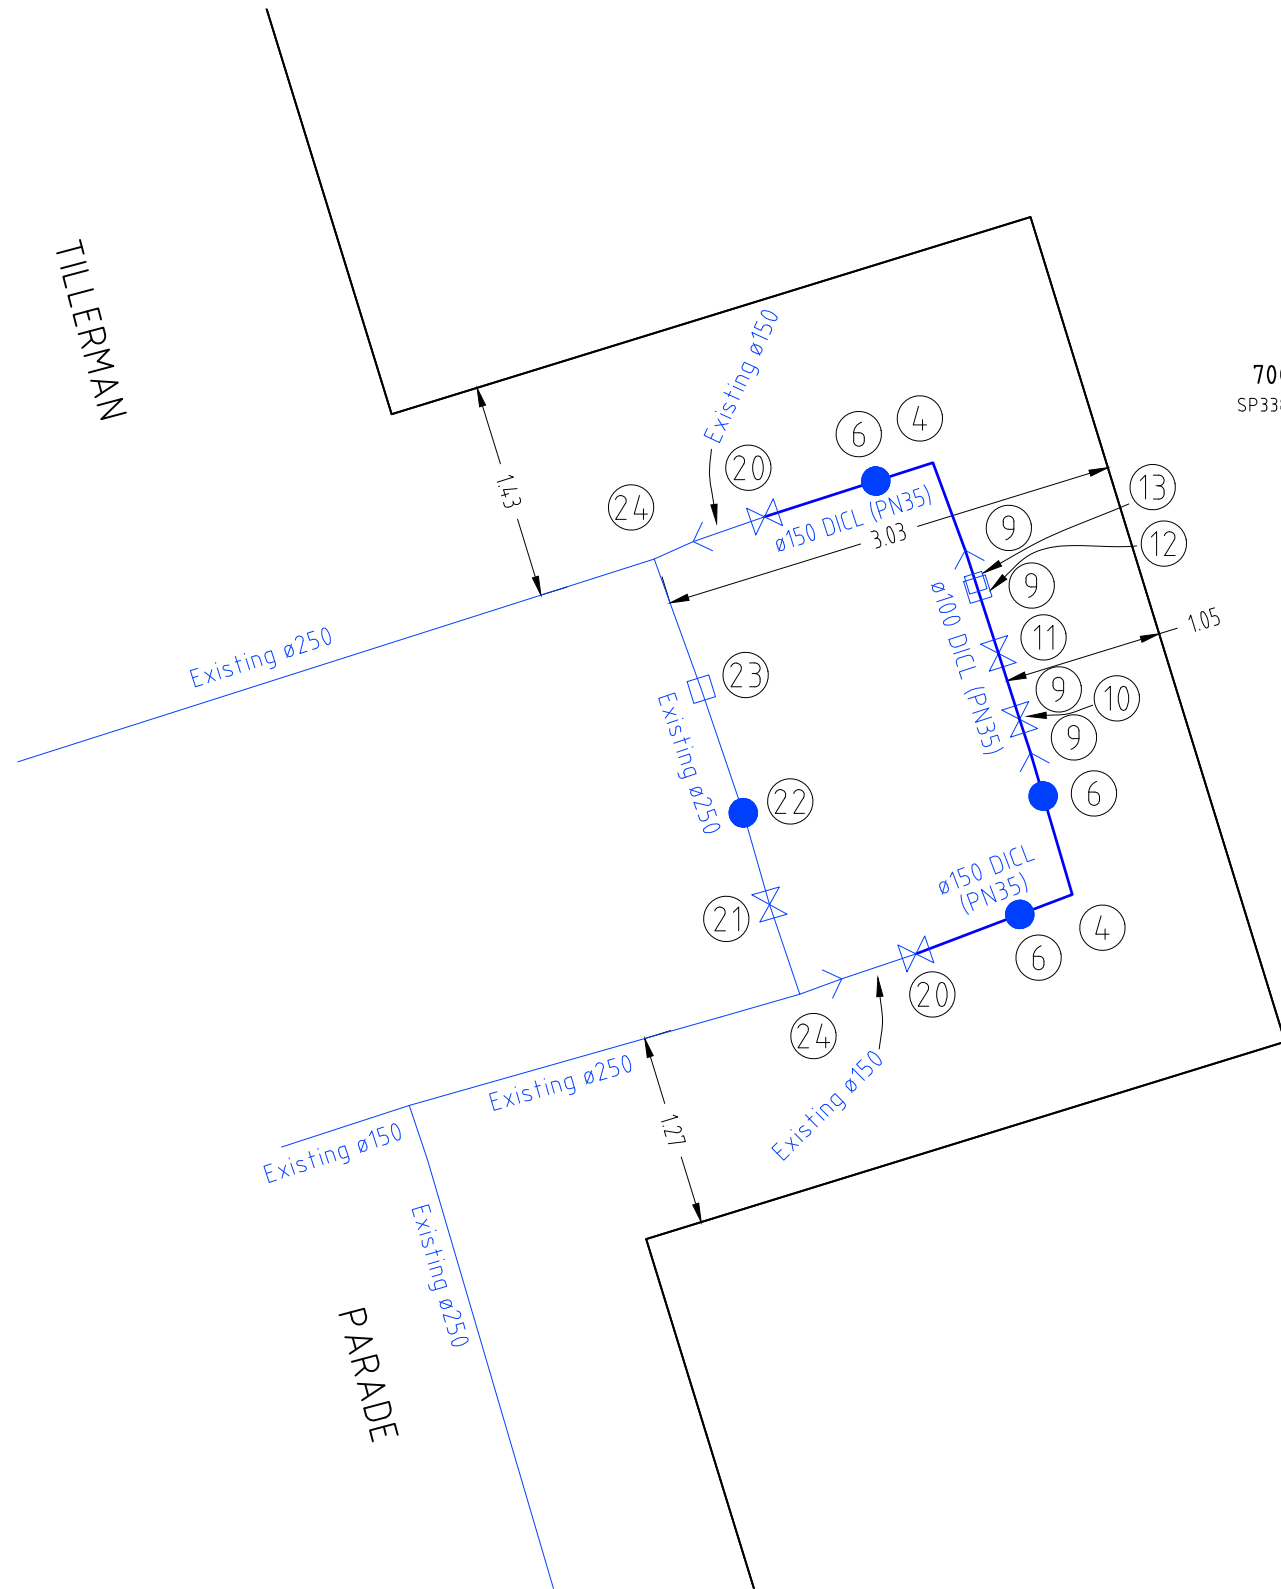 TILLERMAN
Existing ø150
4
6
70
SP33
20
13
24
1.43
ø150 DICL (PN35)
3.03
9
12
9
ø100 DICL (PN35)
1.05
11
Existing ø250
23
9
10
Existing ø250
9
22
6
ø150 DICL
(PN35)
21
4
6
20
24
Existing ø250
Existing ø150
1.27
Existing ø150
Existing ø250
PARADE